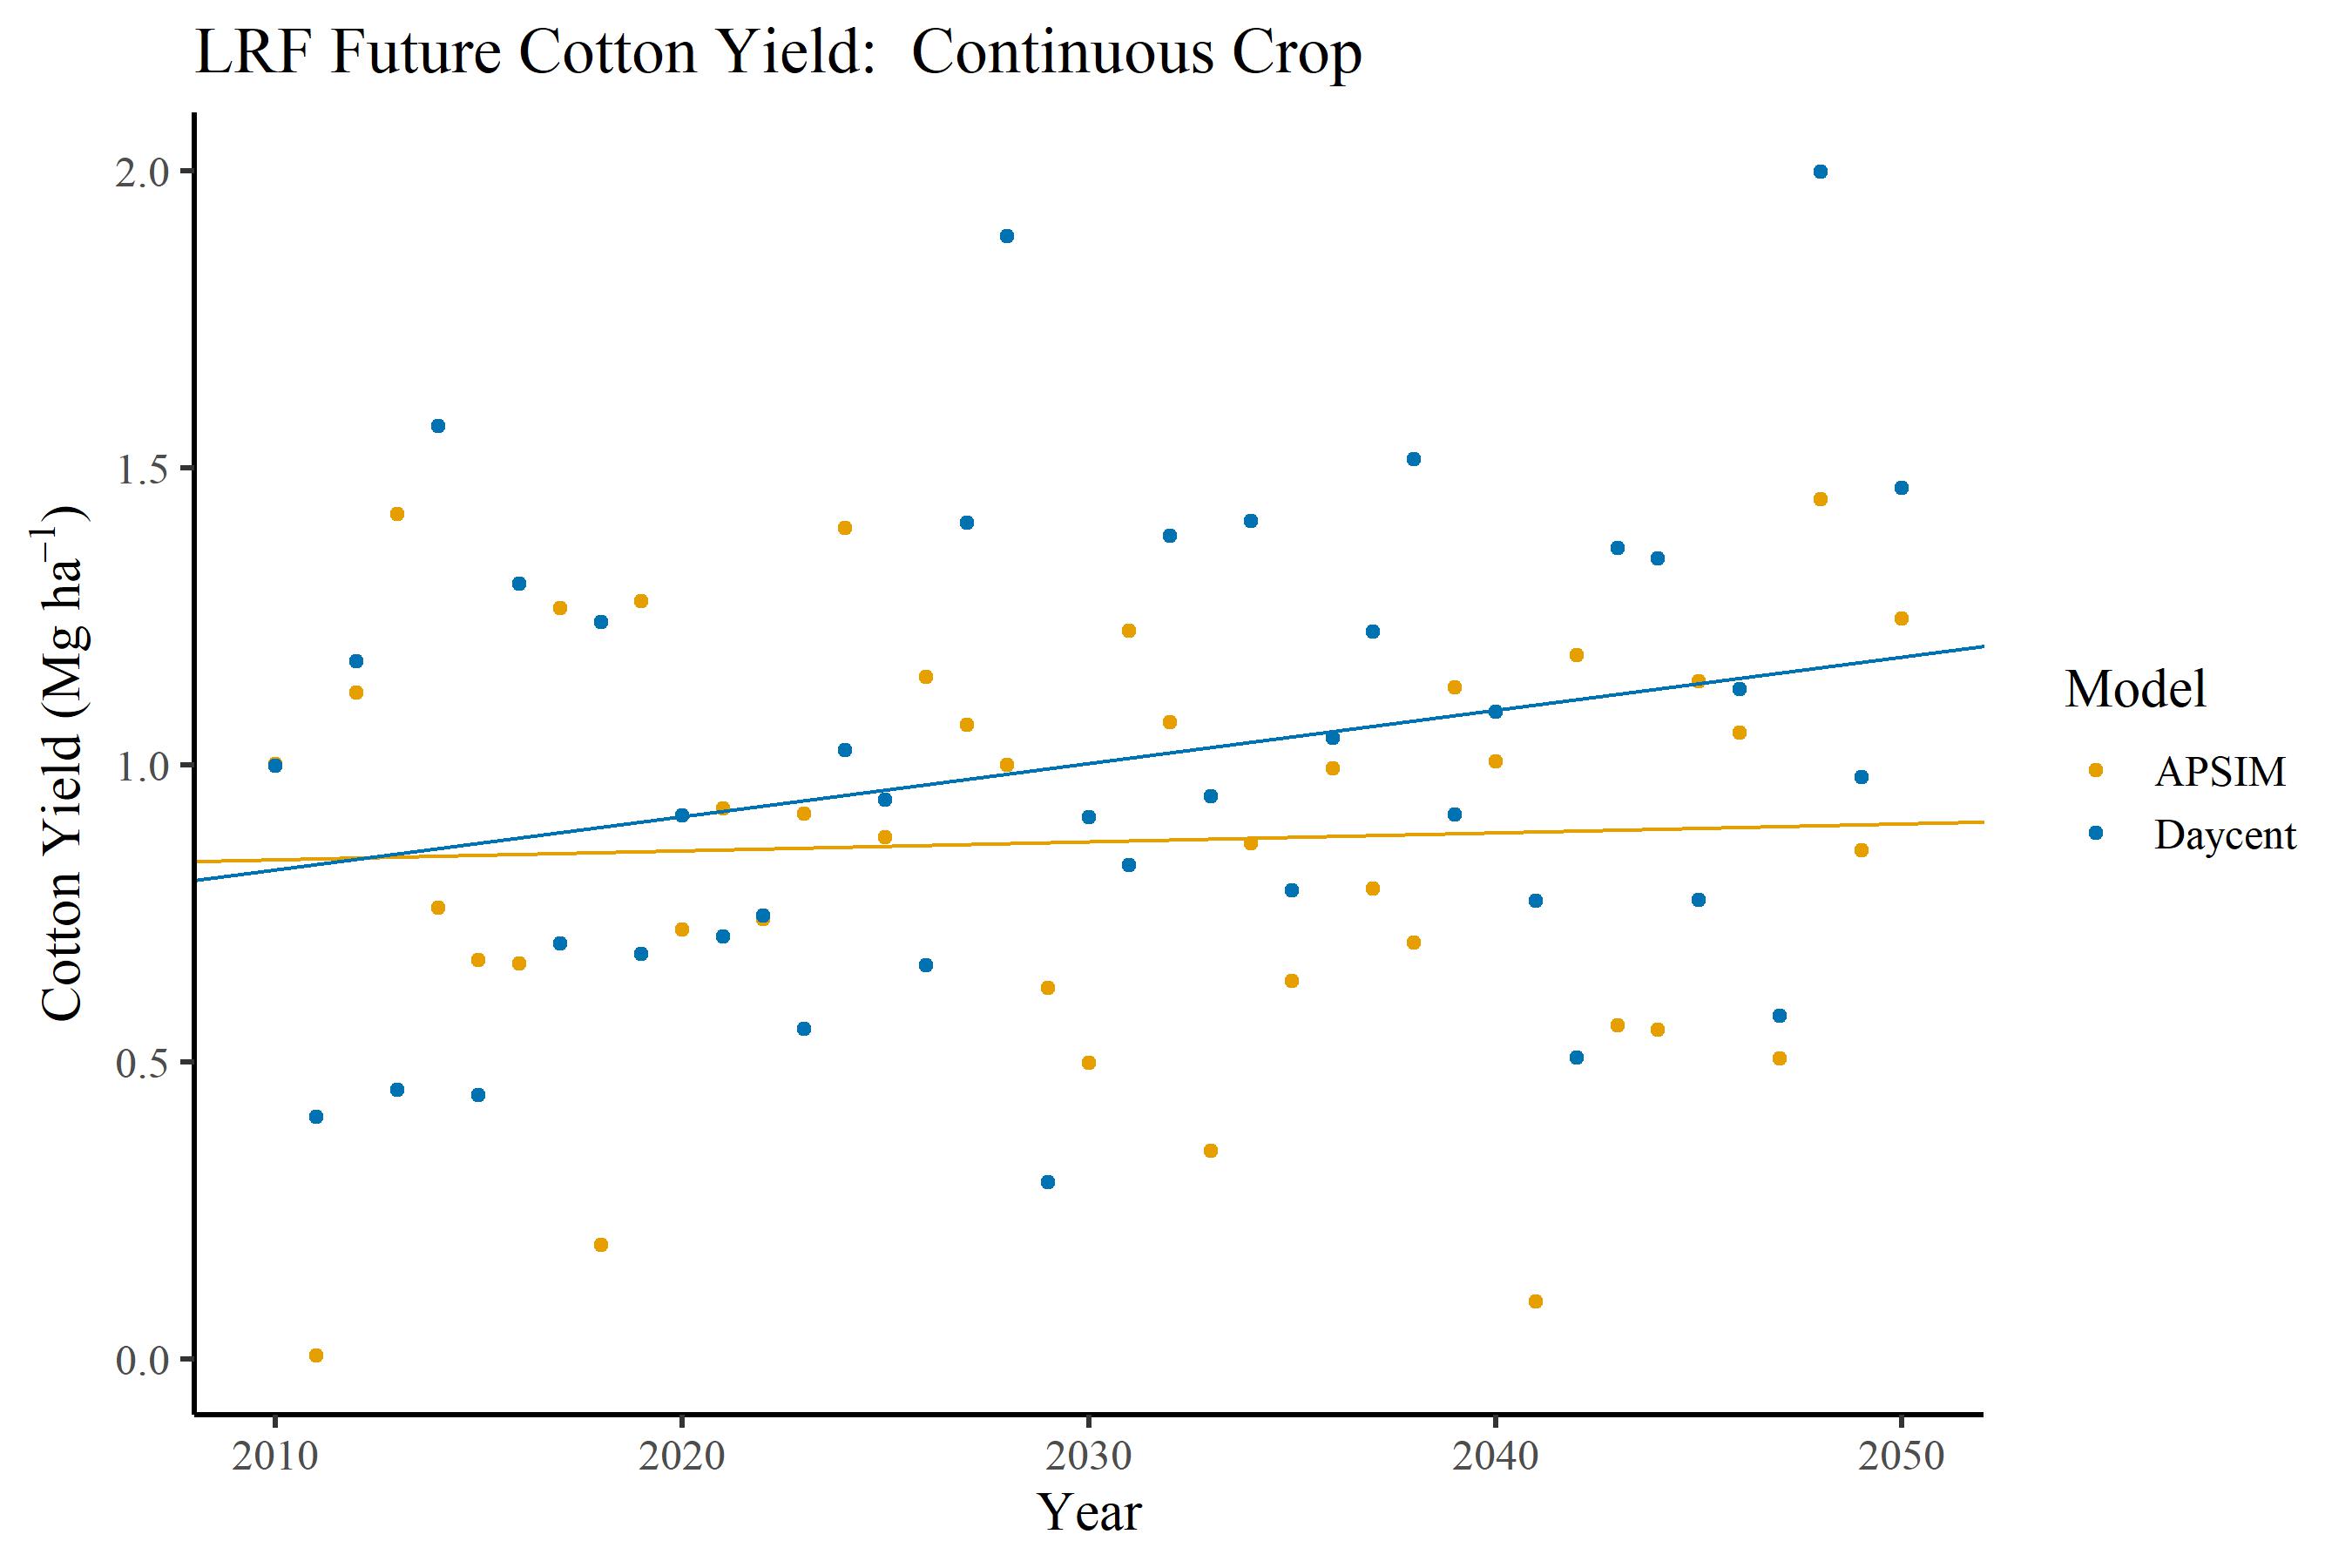 LRF Future Cotton Yield:  Continuous Crop
Cotton Yield (Mg ha⁻¹)
2.0
1.5
1.0
0.5
0.0
2010 2020 2030 2040 2050
Year
Model
APSIM
Daycent